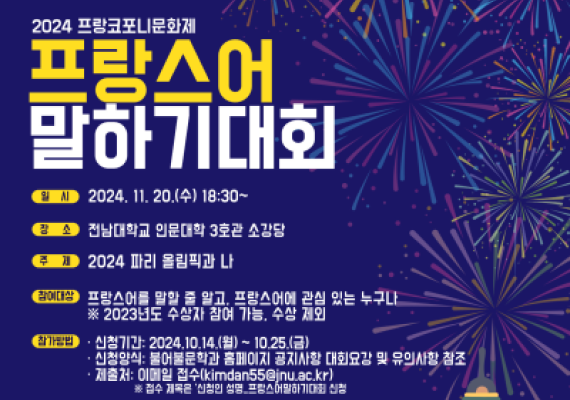 2024 프랑코포니문화제
프랑스어
말하기대회
일 시 2024. 11. 20.(수) 18:30~
장 소 전남대학교 인문대학 3호관 소강당
주 제 2024 파리 올림픽과 나
참여대상 프랑스어를 말할 줄 알고, 프랑스어에 관심 있는 누구나
※ 2023년도 수상자 참여 가능, 수상 제외
참가방법 · 신청기간: 2024.10.14.(월) ~ 10.25.(금)
· 신청양식: 불어불문학과 홈페이지 공지사항 대회요강 및 유의사항 참조
· 제출처: 이메일 접수(kimdan55@jnu.ac.kr)
※ 접수 제목은 '신청인 성명_프랑스어말하기대회 신청